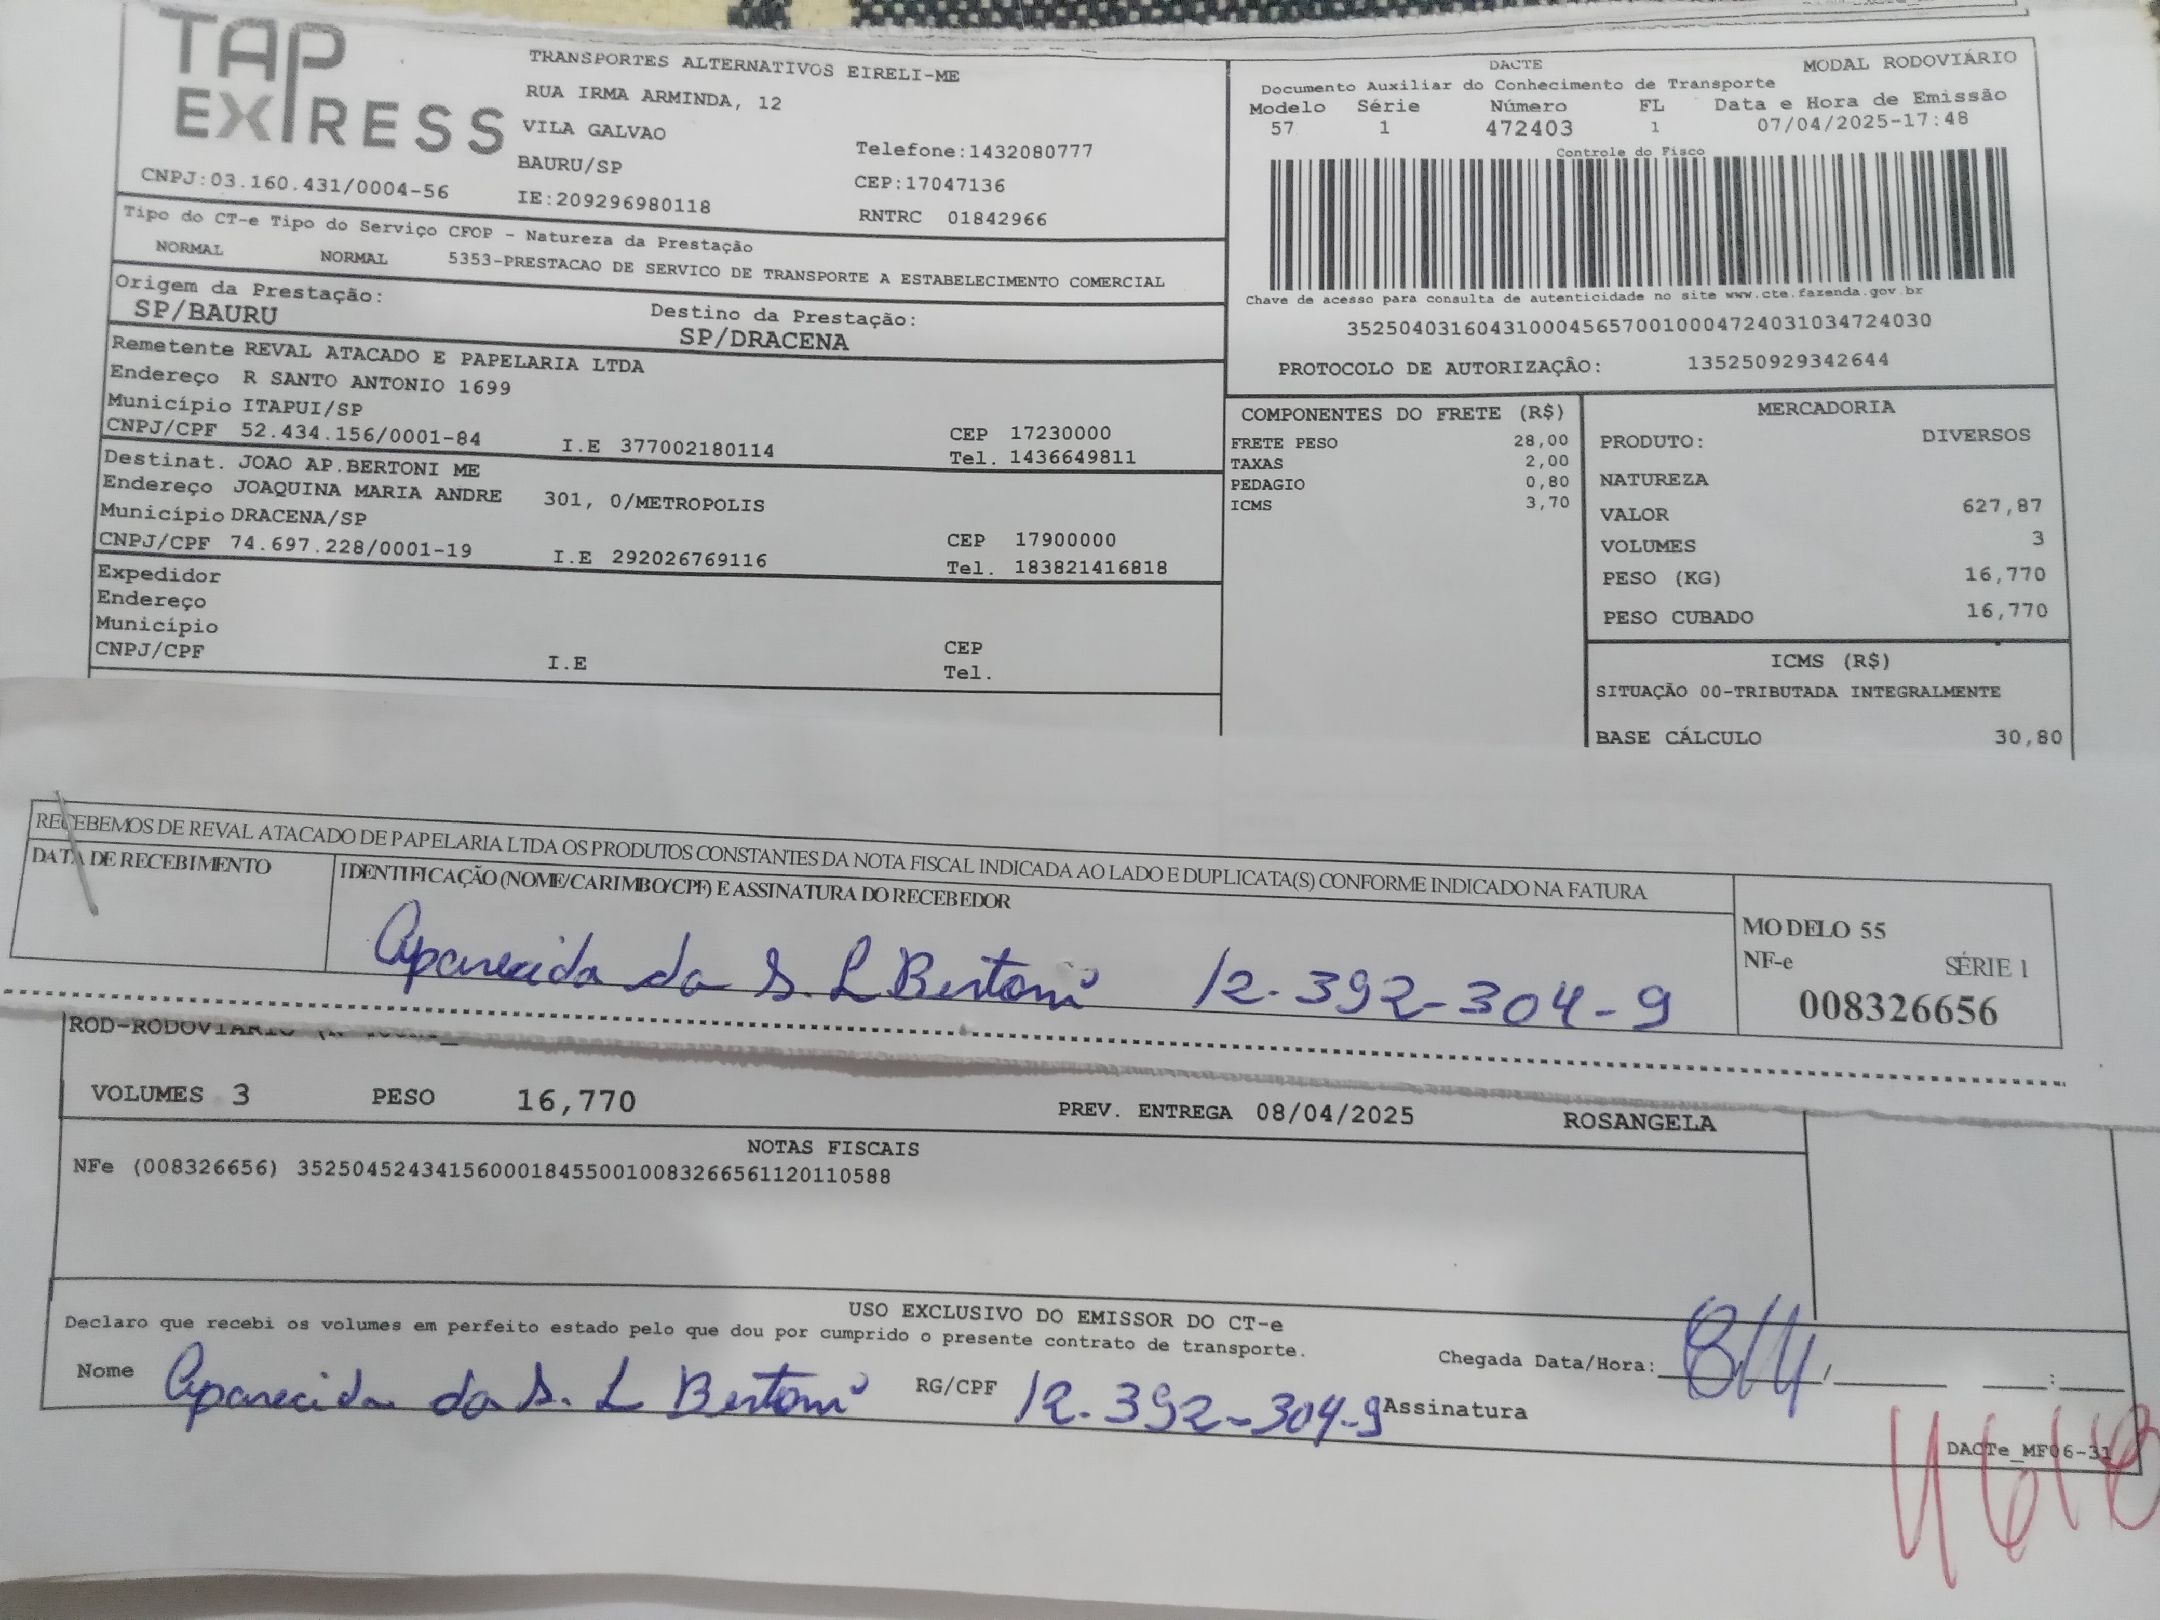 TAP EXPRESS
TRANSPORTES ALTERNATIVOS EIRELI-ME
RUA IRMA ARMINDA, 12
VILA GALVAO
Telefone:1432080777
BAURU/SP
CEP:17047136
CNPJ:03.160.431/0004-56
IE:209296980118
RNTRC 01842966
Tipo do CT-e Tipo do Serviço CFOP - Natureza da Prestação
NORMAL NORMAL 5353-PRESTACAO DE SERVICO DE TRANSPORTE A ESTABELECIMENTO COMERCIAL
Origem da Prestação:
SP/BAURU
Destino da Prestação:
SP/DRACENA
Remetente REVAL ATACADO E PAPELARIA LTDA
Endereço R SANTO ANTONIO 1699
Município ITAPUI/SP
CEP 17230000
CNPJ/CPF 52.434.156/0001-84 I.E 377002180114 Tel. 1436649811
Destinat. JOAO AP.BERTONI ME
Endereço JOAQUINA MARIA ANDRE 301, 0/METROPOLIS
Município DRACENA/SP
CEP 17900000
CNPJ/CPF 74.697.228/0001-19 I.E 292026769116 Tel. 183821416818
Expedidor
Endereço
Município
CEP
CNPJ/CPF I.E Tel.
DACTE MODAL RODOVIÁRIO
Documento Auxiliar do Conhecimento de Transporte
Modelo Série Número FL Data e Hora de Emissão
57 1 472403 1 07/04/2025-17:48
Controle do Fisco
Chave de acesso para consulta de autenticidade no site www.cte.fazenda.gov.br
35250403160431000456570010004724031034724030
PROTOCOLO DE AUTORIZAÇÂO: 135250929342644
COMPONENTES DO FRETE (R$)
FRETE PESO 28,00
TAXAS 2,00
PEDAGIO 0,80
ICMS 3,70
MERCADORIA
PRODUTO: DIVERSOS
NATUREZA
VALOR 627,87
VOLUMES 3
PESO (KG) 16,770
PESO CUBADO 16,770
ICMS (R$)
SITUAÇÃO 00-TRIBUTADA INTEGRALMENTE
BASE CÁLCULO 30,80
RECEBEMOS DE REVAL ATACADO DE PAPELARIA LTDA OS PRODUTOS CONSTANTES DA NOTA FISCAL INDICADA AO LADO E DUPLICATA(S) CONFORME INDICADO NA FATURA
DATA DE RECEBIMENTO
IDENTIFICAÇÃO (NOME/CARIMBO/CPF) E ASSINATURA DO RECEBEDOR
Aparecida da S. L Bertoni 12.392-304-9
MODELO 55
NF-e SÉRIE 1
008326656
ROD-RODOVIARIO
VOLUMES 3 PESO 16,770 PREV. ENTREGA 08/04/2025 ROSANGELA
NOTAS FISCAIS
NFe (008326656) 35250452434156000184550010083266561120110588
USO EXCLUSIVO DO EMISSOR DO CT-e
Declaro que recebi os volumes em perfeito estado pelo que dou por cumprido o presente contrato de transporte.
Nome Aparecida da S. L Bertoni RG/CPF 12.392-304-9 Assinatura
Chegada Data/Hora: 8/4/ :
DACTe_MF06-31